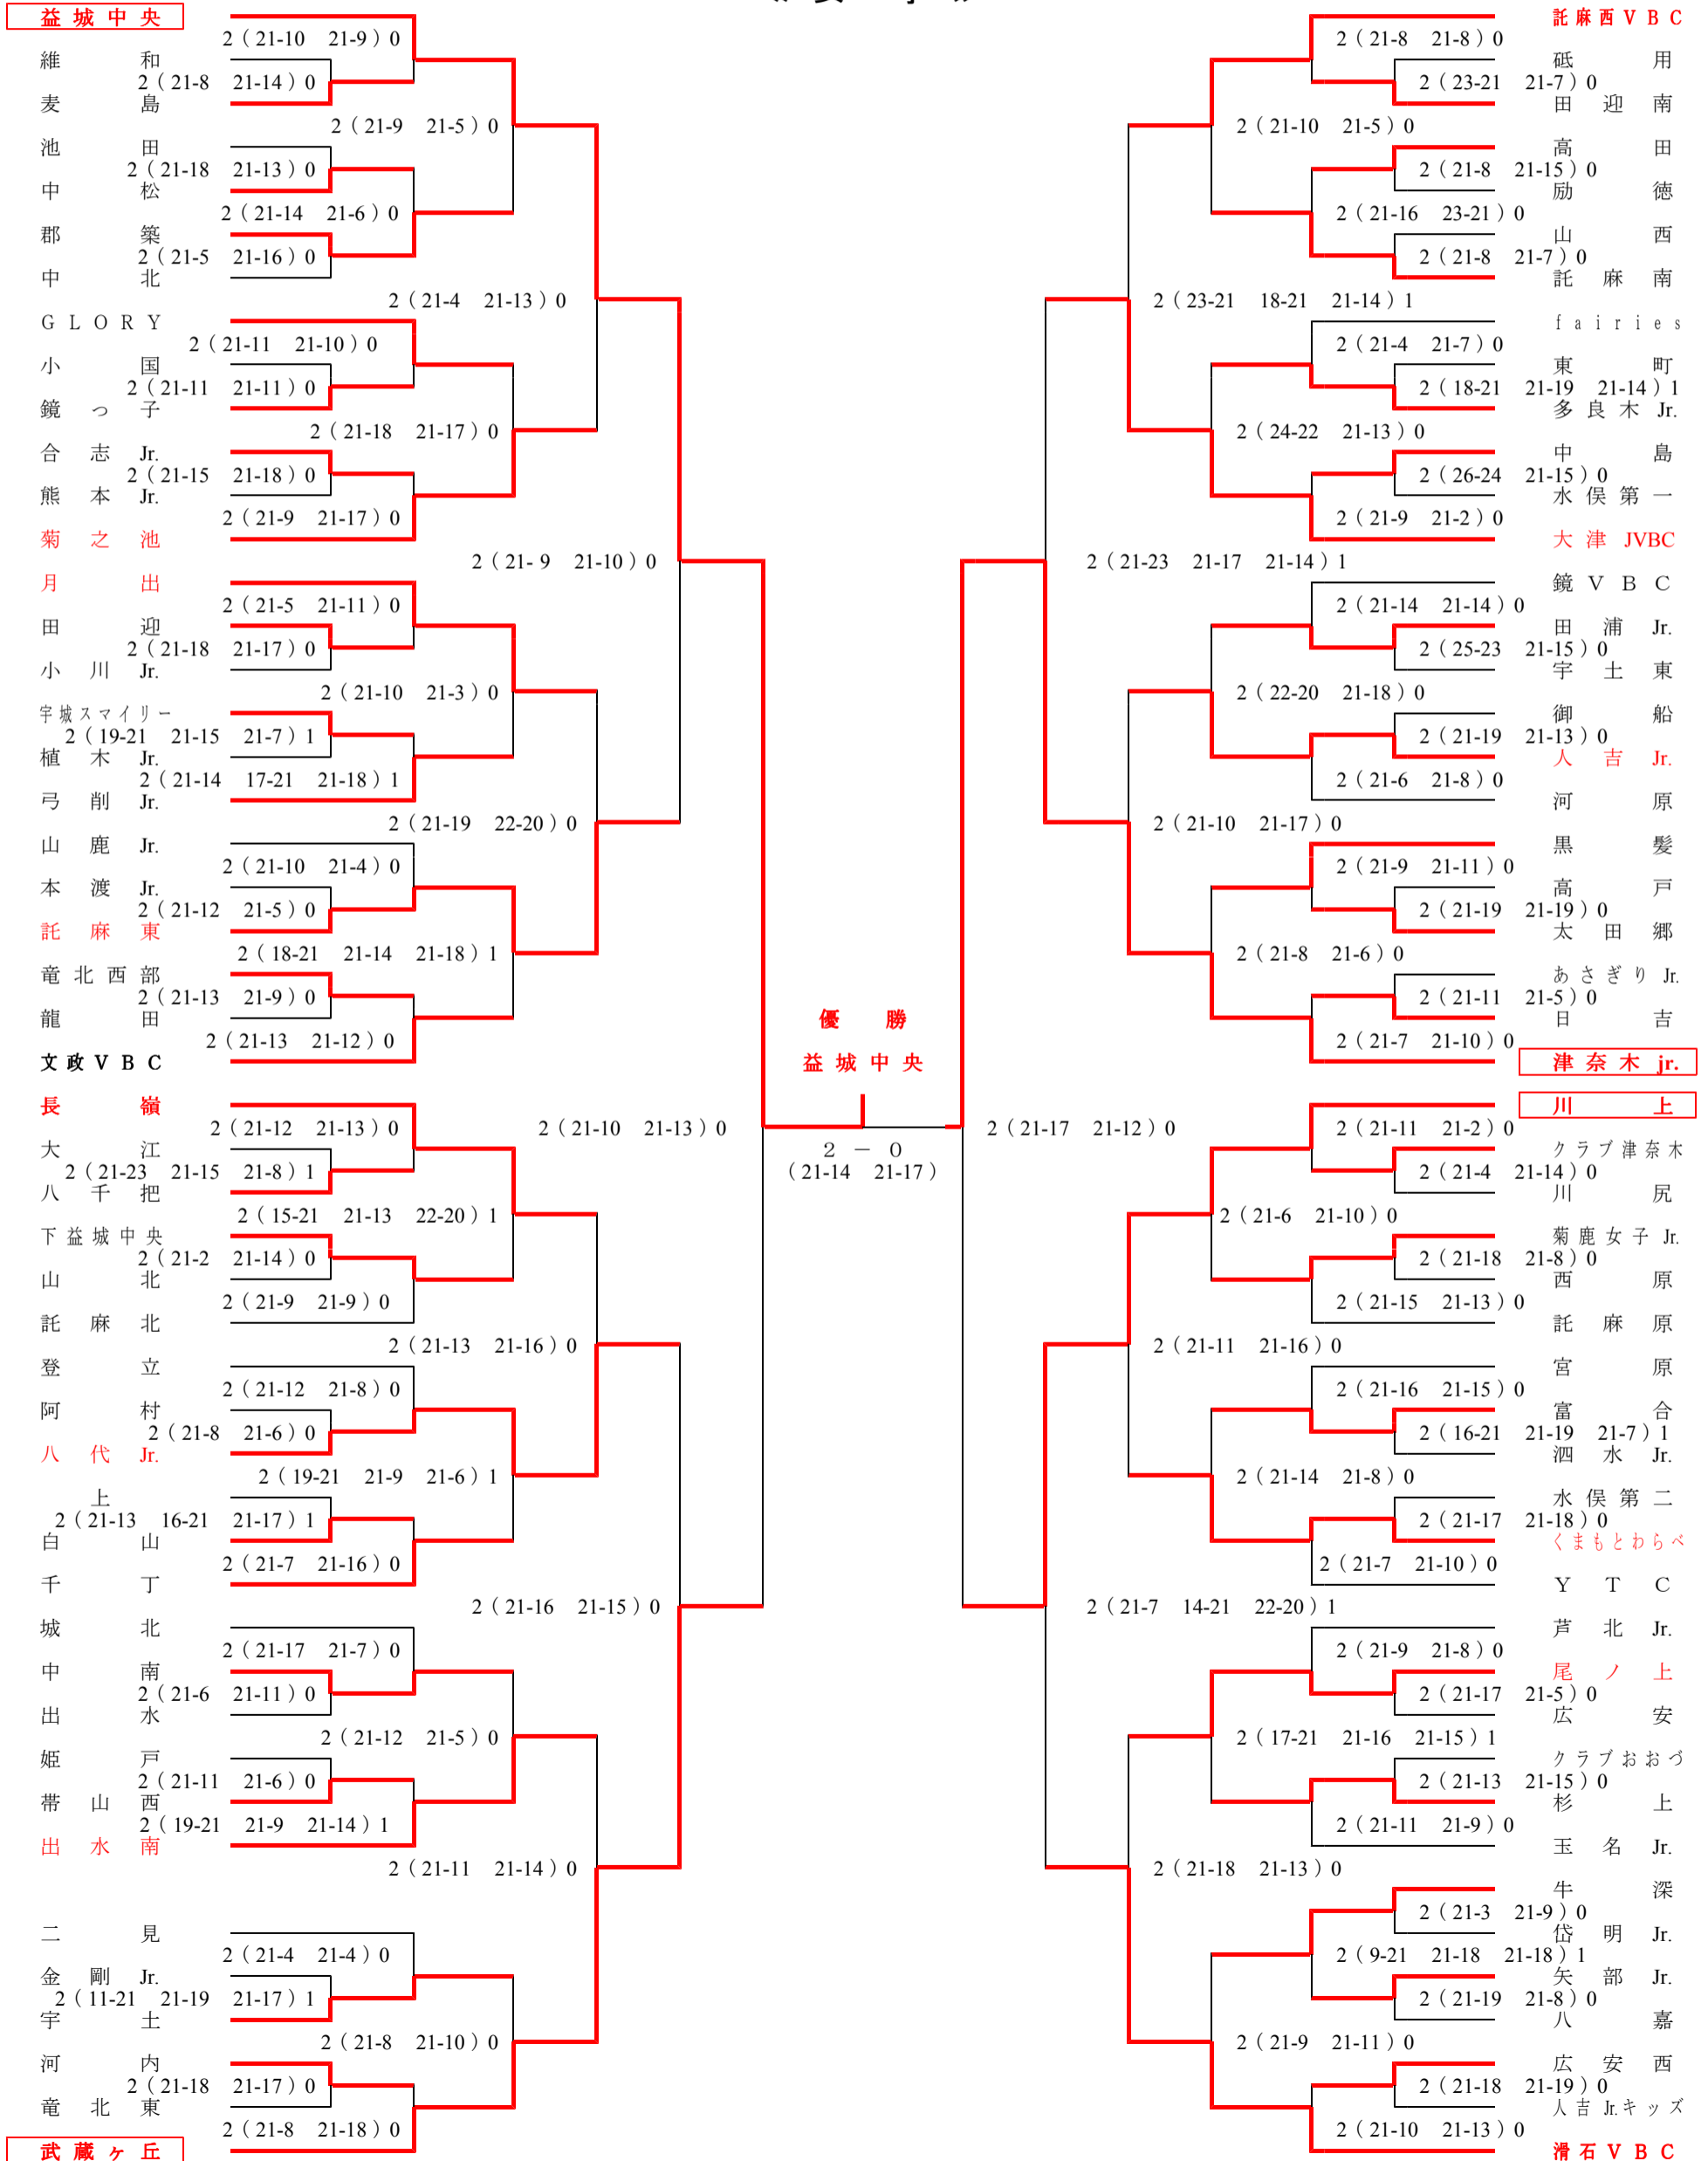 益城中央
2(21-10 21-9)0
維和
2(21-8 21-14)0
麦島
2(21-9 21-5)0
池田
2(21-18 21-13)0
中松
2(21-14 21-6)0
郡築
2(21-5 21-16)0
中北
2(21-4 21-13)0
GLORY
2(21-11 21-10)0
小国
2(21-11 21-11)0
鏡っ子
2(21-18 21-17)0
合志Jr.
2(21-15 21-18)0
熊本Jr.
2(21-9 21-17)0
菊之池
2(21-9 21-10)0
月出
2(21-5 21-11)0
田迎
2(21-18 21-17)0
小川Jr.
2(21-10 21-3)0
宇城スマイリー
2(19-21 21-15 21-7)1
植木Jr.
2(21-14 17-21 21-18)1
弓削Jr.
2(21-19 22-20)0
山鹿Jr.
2(21-10 21-4)0
本渡Jr.
2(21-12 21-5)0
託麻東
2(18-21 21-14 21-18)1
竜北西部
2(21-13 21-9)0
龍田
2(21-13 21-12)0
文政VBC
長嶺
2(21-12 21-13)0
2(21-10 21-13)0
大江
2(21-23 21-15 21-8)1
八千把
2(15-21 21-13 22-20)1
下益城中央
2(21-2 21-14)0
山北
2(21-9 21-9)0
託麻北
2(21-13 21-16)0
登立
2(21-12 21-8)0
阿村
2(21-8 21-6)0
八代Jr.
2(19-21 21-9 21-6)1
上
2(21-13 16-21 21-17)1
白山
2(21-7 21-16)0
千丁
2(21-16 21-15)0
城北
2(21-17 21-7)0
中南
2(21-6 21-11)0
出水
2(21-12 21-5)0
姫戸
2(21-11 21-6)0
帯山西
2(19-21 21-9 21-14)1
出水南
2(21-11 21-14)0
二見
2(21-4 21-4)0
金剛Jr.
2(11-21 21-19 21-17)1
宇土
2(21-8 21-10)0
河内
2(21-18 21-17)0
竜北東
2(21-8 21-18)0
武蔵ヶ丘
優勝
益城中央
2－0
(21-14 21-17)
託麻西VBC
2(21-8 21-8)0
砥用
2(23-21 21-7)0
田迎南
2(21-10 21-5)0
高田
2(21-8 21-15)0
励徳
2(21-16 23-21)0
山西
2(21-8 21-7)0
託麻南
2(23-21 18-21 21-14)1
fairies
2(21-4 21-7)0
東町
2(18-21 21-19 21-14)1
多良木Jr.
2(24-22 21-13)0
中島
2(26-24 21-15)0
水俣第一
2(21-9 21-2)0
大津JVBC
2(21-23 21-17 21-14)1
鏡VBC
2(21-14 21-14)0
田浦Jr.
2(25-23 21-15)0
宇土東
2(22-20 21-18)0
御船
2(21-19 21-13)0
人吉Jr.
2(21-6 21-8)0
河原
2(21-10 21-17)0
黒髪
2(21-9 21-11)0
高戸
2(21-19 21-19)0
太田郷
2(21-8 21-6)0
あさぎりJr.
2(21-11 21-5)0
日吉
2(21-7 21-10)0
津奈木jr.
川上
2(21-17 21-12)0
2(21-11 21-2)0
クラブ津奈木
2(21-4 21-14)0
川尻
2(21-6 21-10)0
菊鹿女子Jr.
2(21-18 21-8)0
西原
2(21-15 21-13)0
託麻原
2(21-11 21-16)0
宮原
2(21-16 21-15)0
富合
2(16-21 21-19 21-7)1
泗水Jr.
2(21-14 21-8)0
水俣第二
2(21-17 21-18)0
くまもとわらべ
2(21-7 21-10)0
YTC
2(21-7 14-21 22-20)1
芦北Jr.
2(21-9 21-8)0
尾ノ上
2(21-17 21-5)0
広安
2(17-21 21-16 21-15)1
クラブおおづ
2(21-13 21-15)0
杉上
2(21-11 21-9)0
玉名Jr.
2(21-18 21-13)0
牛深
2(21-3 21-9)0
岱明Jr.
2(9-21 21-18 21-18)1
矢部Jr.
2(21-19 21-8)0
八嘉
2(21-9 21-11)0
広安西
2(21-18 21-19)0
人吉Jr.キッズ
2(21-10 21-13)0
滑石VBC